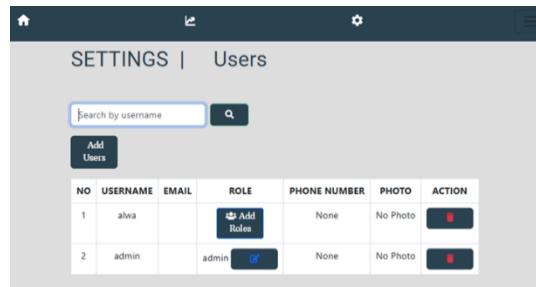 SETTINGS | Users
Search by username
Add
Users
NO USERNAME EMAIL ROLE PHONE NUMBER PHOTO ACTION
1 alwa Add Roles None No Photo
2 admin admin None No Photo